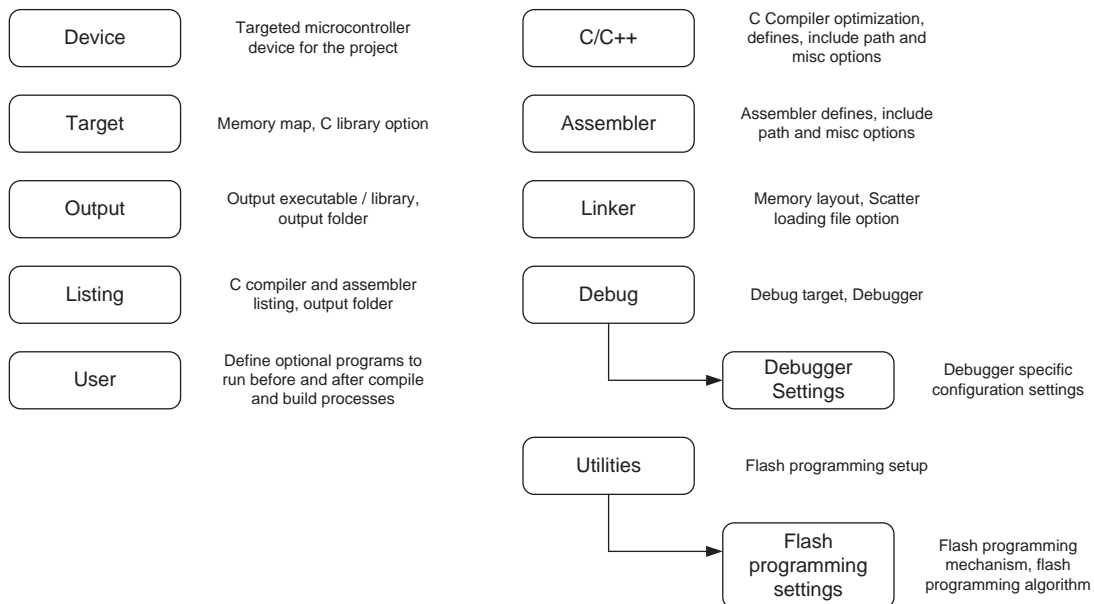 Device
Targeted microcontroller
device for the project
Target
Memory map, C library option
Output
Output executable / library,
output folder
Listing
C compiler and assembler
listing, output folder
User
Define optional programs to
run before and after compile
and build processes
C/C++
C Compiler optimization,
defines, include path and
misc options
Assembler
Assembler defines, include
path and misc options
Linker
Memory layout, Scatter
loading file option
Debug
Debug target, Debugger
Debugger
Settings
Debugger specific
configuration settings
Utilities
Flash programming setup
Flash
programming
settings
Flash programming
mechanism, flash
programming algorithm